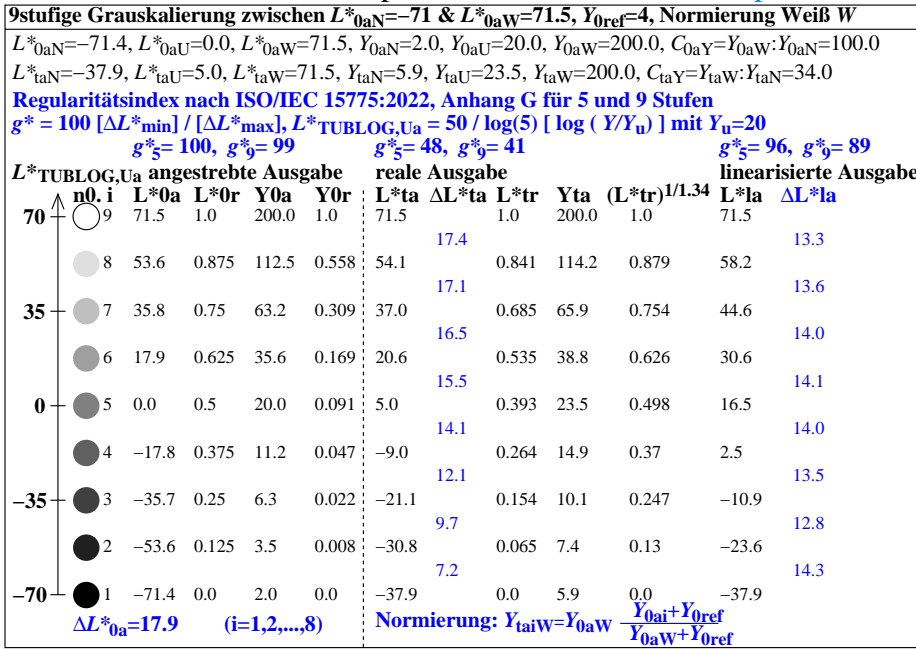 9stufige Grauskalierung zwischen L*0aN=−71 & L*0aW=71.5, Y0ref=4, Normierung Weiß W
L*0aN=−71.4, L*0aU=0.0, L*0aW=71.5, Y0aN=2.0, Y0aU=20.0, Y0aW=200.0, C0aY=Y0aW:Y0aN=100.0
L*taN=−37.9, L*taU=5.0, L*taW=71.5, YtaN=5.9, YtaU=23.5, YtaW=200.0, CtaY=YtaW:YtaN=34.0
Regularitätsindex nach ISO/IEC 15775:2022, Anhang G für 5 und 9 Stufen
g* = 100 [ΔL*min] / [ΔL*max], L*TUBLOG,Ua = 50 / log(5) [ log ( Y/Yu) ] mit Yu=20
g*5= 100, g*9= 99 g*5= 48, g*9= 41 g*5= 96, g*9= 89
L*TUBLOG,Ua angestrebte Ausgabe reale Ausgabe linearisierte Ausgabe
n0. i L*0a L*0r Y0a Y0r L*ta ΔL*ta L*tr Yta (L*tr)1/1.34 L*la ΔL*la
70 9 71.5 1.0 200.0 1.0 71.5 1.0 200.0 1.0 71.5
17.4 13.3
8 53.6 0.875 112.5 0.558 54.1 0.841 114.2 0.879 58.2
17.1 13.6
35 7 35.8 0.75 63.2 0.309 37.0 0.685 65.9 0.754 44.6
16.5 14.0
6 17.9 0.625 35.6 0.169 20.6 0.535 38.8 0.626 30.6
15.5 14.1
0 5 0.0 0.5 20.0 0.091 5.0 0.393 23.5 0.498 16.5
14.1 14.0
4 −17.8 0.375 11.2 0.047 −9.0 0.264 14.9 0.37 2.5
12.1 13.5
−35 3 −35.7 0.25 6.3 0.022 −21.1 0.154 10.1 0.247 −10.9
9.7 12.8
2 −53.6 0.125 3.5 0.008 −30.8 0.065 7.4 0.13 −23.6
7.2 14.3
−70 1 −71.4 0.0 2.0 0.0 −37.9 0.0 5.9 0.0 −37.9
ΔL*0a=17.9 (i=1,2,...,8) Normierung: YtaiW=Y0aW Y0ai+Y0ref
Y0aW+Y0ref